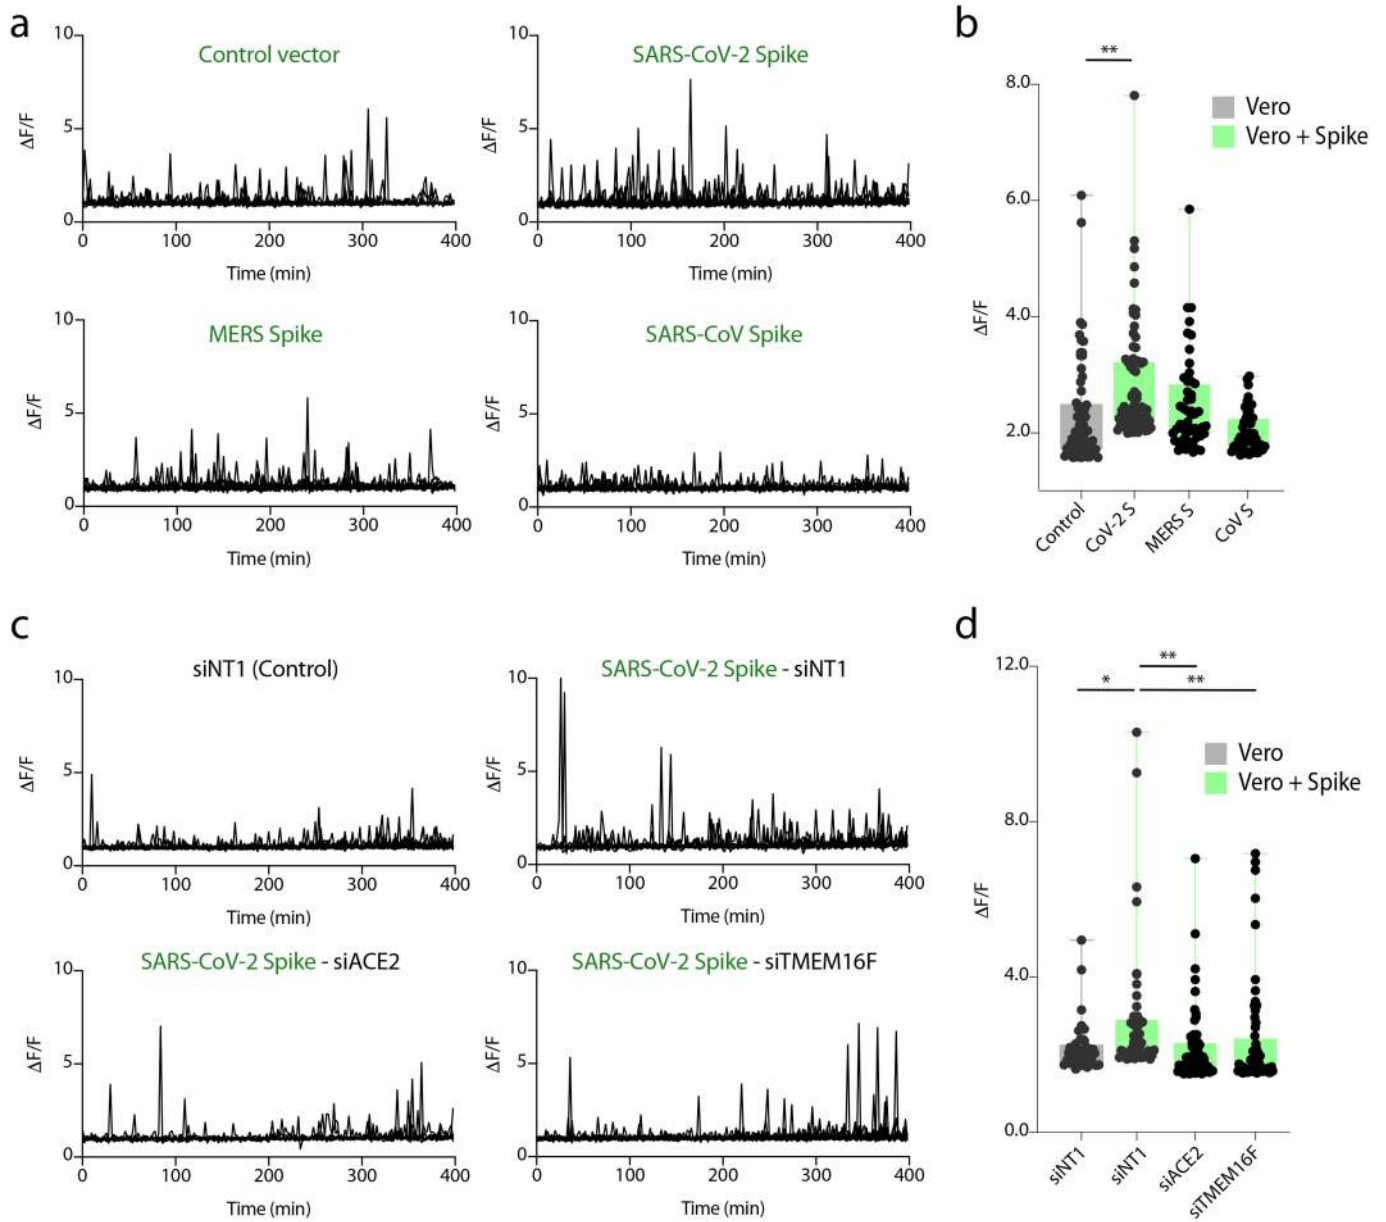 a
Control vector
10
5
0
ΔF/F
0 100 200 300 400
Time (min)
SARS-CoV-2 Spike
10
5
0
ΔF/F
0 100 200 300 400
Time (min)
MERS Spike
10
5
0
ΔF/F
0 100 200 300 400
Time (min)
SARS-CoV Spike
10
5
0
ΔF/F
0 100 200 300 400
Time (min)
b
**
8.0
6.0
4.0
2.0
ΔF/F
Vero
Vero + Spike
Control
CoV-2 S
MERS S
CoV S
c
siNT1 (Control)
10
5
0
ΔF/F
0 100 200 300 400
Time (min)
SARS-CoV-2 Spike - siNT1
10
5
0
ΔF/F
0 100 200 300 400
Time (min)
SARS-CoV-2 Spike - siACE2
10
5
0
ΔF/F
0 100 200 300 400
Time (min)
SARS-CoV-2 Spike - siTMEM16F
10
5
0
ΔF/F
0 100 200 300 400
Time (min)
d
**
* **
12.0
8.0
4.0
0.0
ΔF/F
Vero
Vero + Spike
siNT1
siNT1
siACE2
siTMEM16F